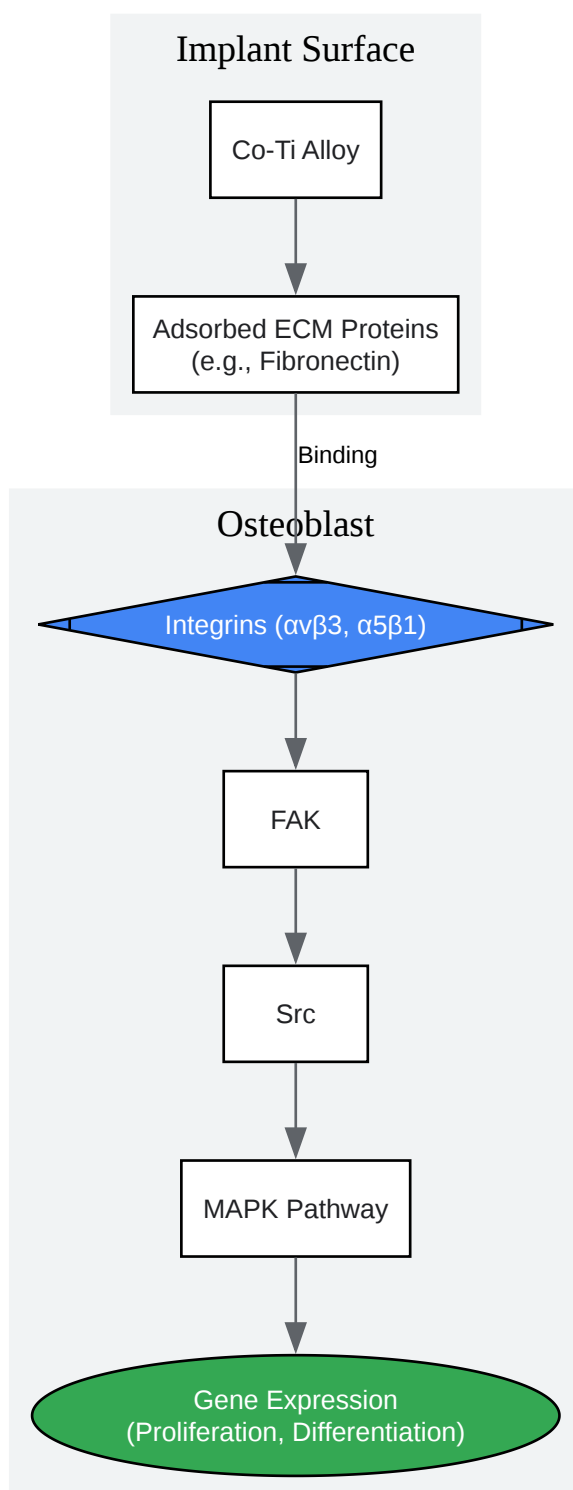 Implant Surface
Co-Ti Alloy
Adsorbed ECM Proteins
(e.g., Fibronectin)
Binding
Osteoblast
Integrins (αvβ3, α5β1)
FAK
Src
MAPK Pathway
Gene Expression
(Proliferation, Differentiation)